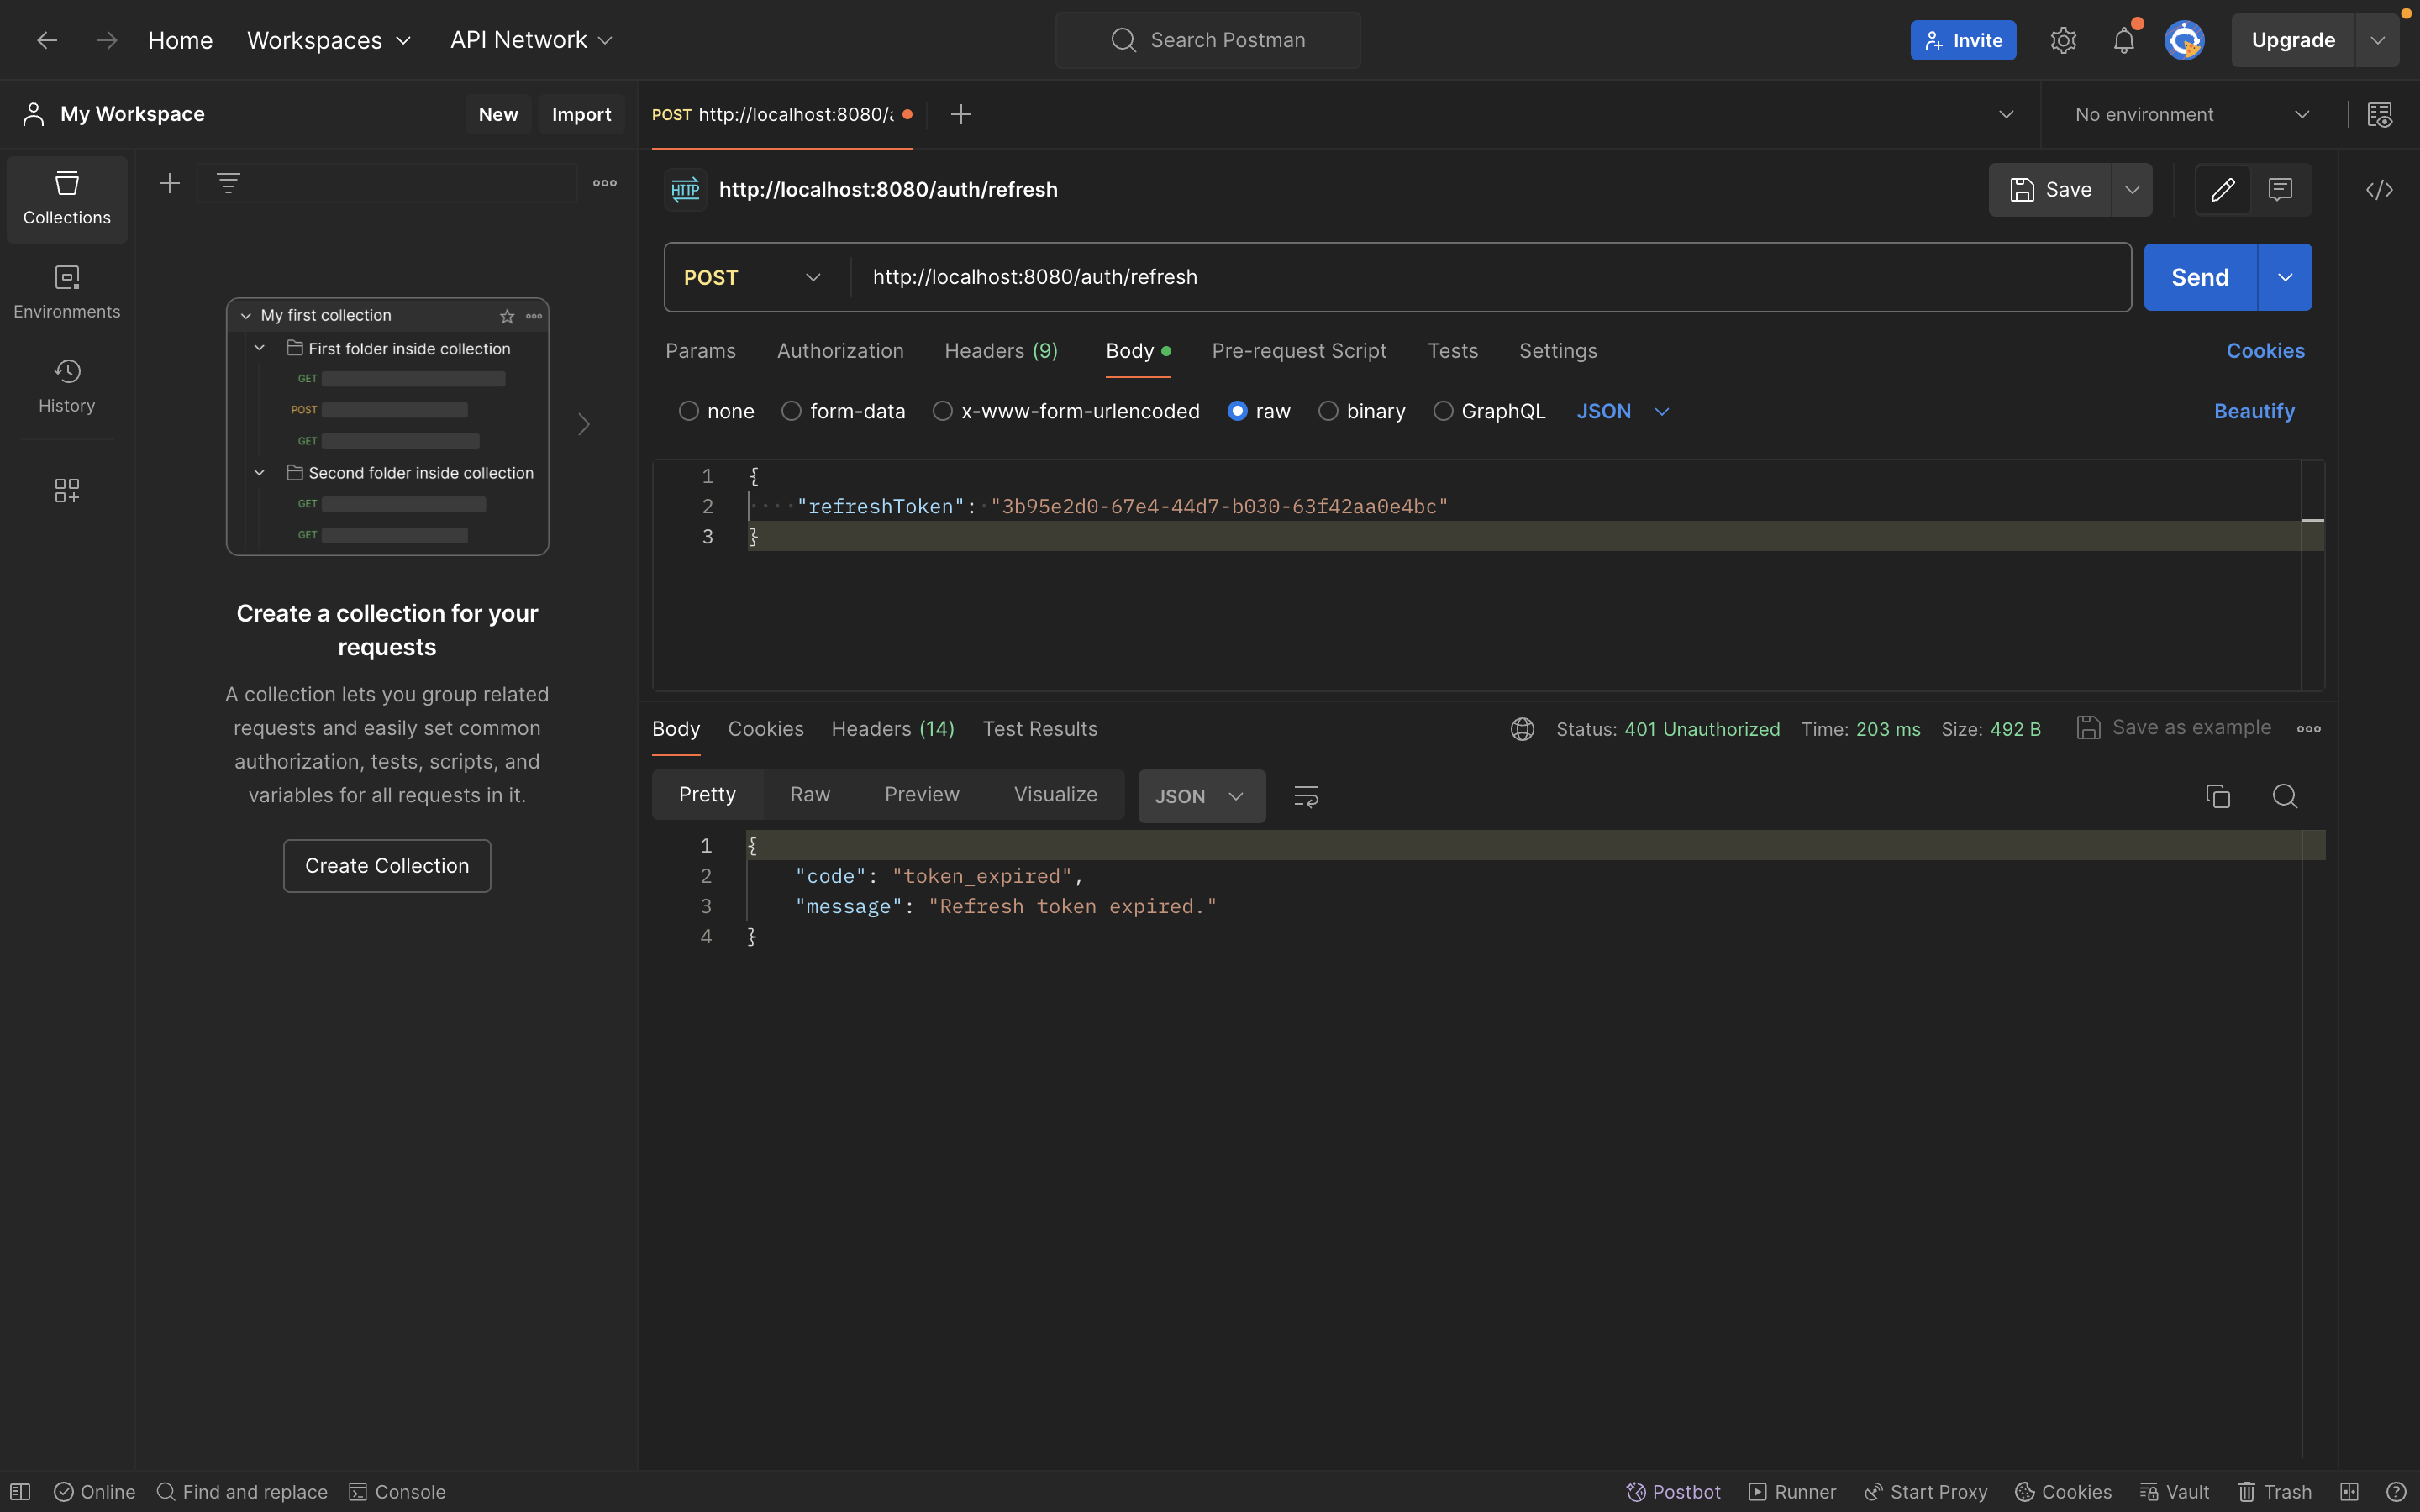 Home Workspaces API Network Search Postman Invite Upgrade
My Workspace New Import
POST http://localhost:8080/a No environment
Collections
Environments
History
My first collection
First folder inside collection
GET
POST
GET
Second folder inside collection
GET
GET
Create a collection for your
requests
A collection lets you group related
requests and easily set common
authorization, tests, scripts, and
variables for all requests in it.
Create Collection
HTTP http://localhost:8080/auth/refresh Save
POST http://localhost:8080/auth/refresh Send
Params Authorization Headers (9) Body Pre-request Script Tests Settings Cookies
none form-data x-www-form-urlencoded raw binary GraphQL JSON Beautify
1 {
2 "refreshToken": "3b95e2d0-67e4-44d7-b030-63f42aa0e4bc"
3 }
Body Cookies Headers (14) Test Results Status: 401 Unauthorized Time: 203 ms Size: 492 B Save as example
Pretty Raw Preview Visualize JSON
1 {
2 "code": "token_expired",
3 "message": "Refresh token expired."
4 }
Online Find and replace Console Postbot Runner Start Proxy Cookies Vault Trash